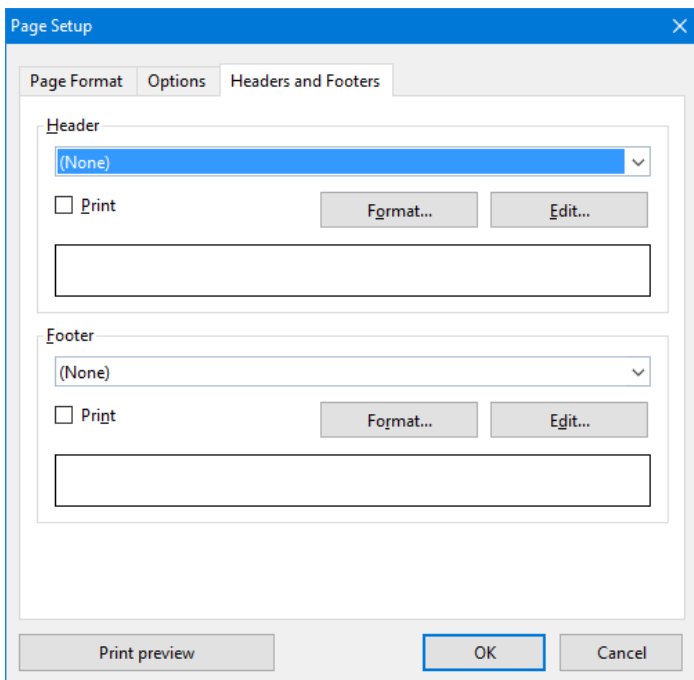 Page Setup
Page Format Options Headers and Footers
Header
(None)
Print Format... Edit...
Footer
(None)
Print Format... Edit...
Print preview OK Cancel